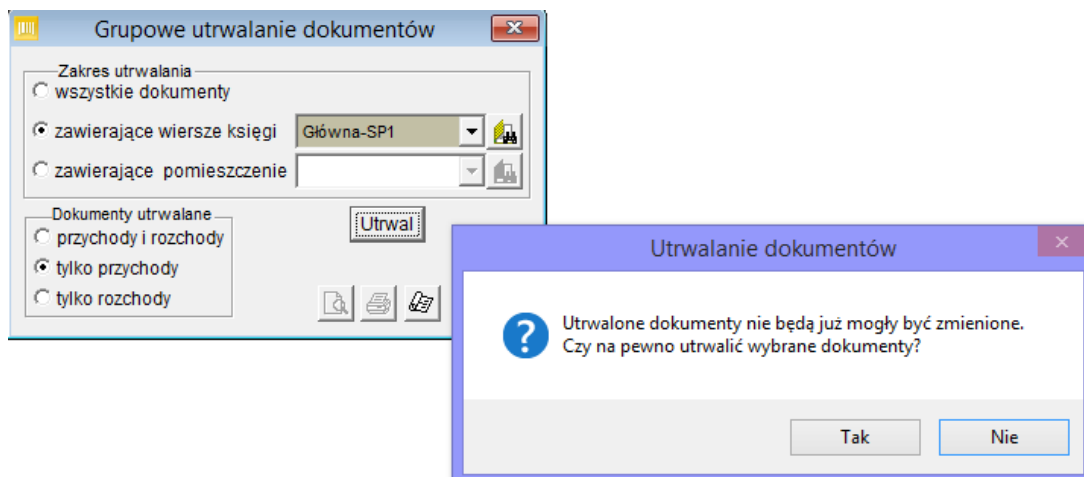 Grupowe utrwalanie dokumentów
Zakres utrwalania
wszystkie dokumenty
zawierające wiersze księgi Główna-SP1
zawierające pomieszczenie
Dokumenty utrwalane
przychody i rozchody
tylko przychody
tylko rozchody
Utrwal
Utrwalanie dokumentów
Utrwalone dokumenty nie będą już mogły być zmienione.
Czy na pewno utrwalić wybrane dokumenty?
Tak Nie